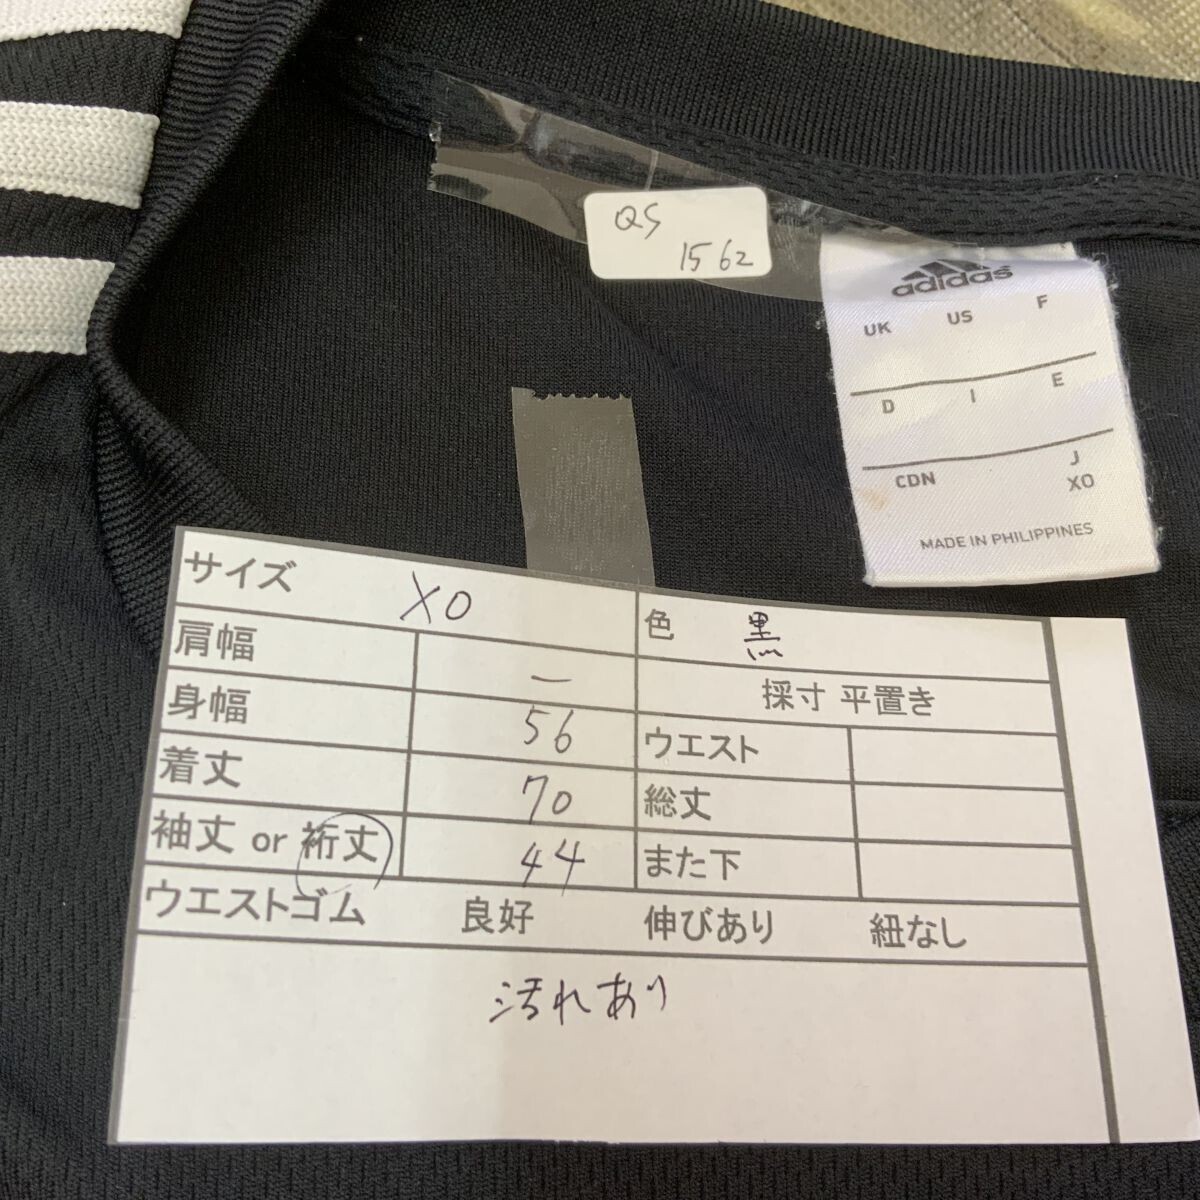 QS
1562
adidas
UK US F
D I E
CDN J
XO
MADE IN PHILIPPINES
サイズ XO 色 黒
肩幅 — 採寸 平置き
身幅 56 ウエスト
着丈 70 総丈
袖丈 or 裄丈 44 また下
ウエストゴム 良好 伸びあり 紐なし
汚れあり